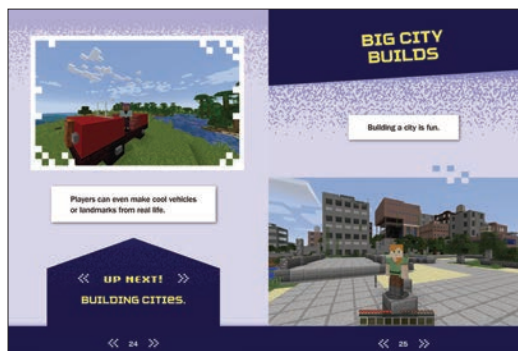 Players can even make cool vehicles
or landmarks from real life.
UP NEXT!
BUILDING CITIES.
24
BIG CITY
BUILDS
Building a city is fun.
25